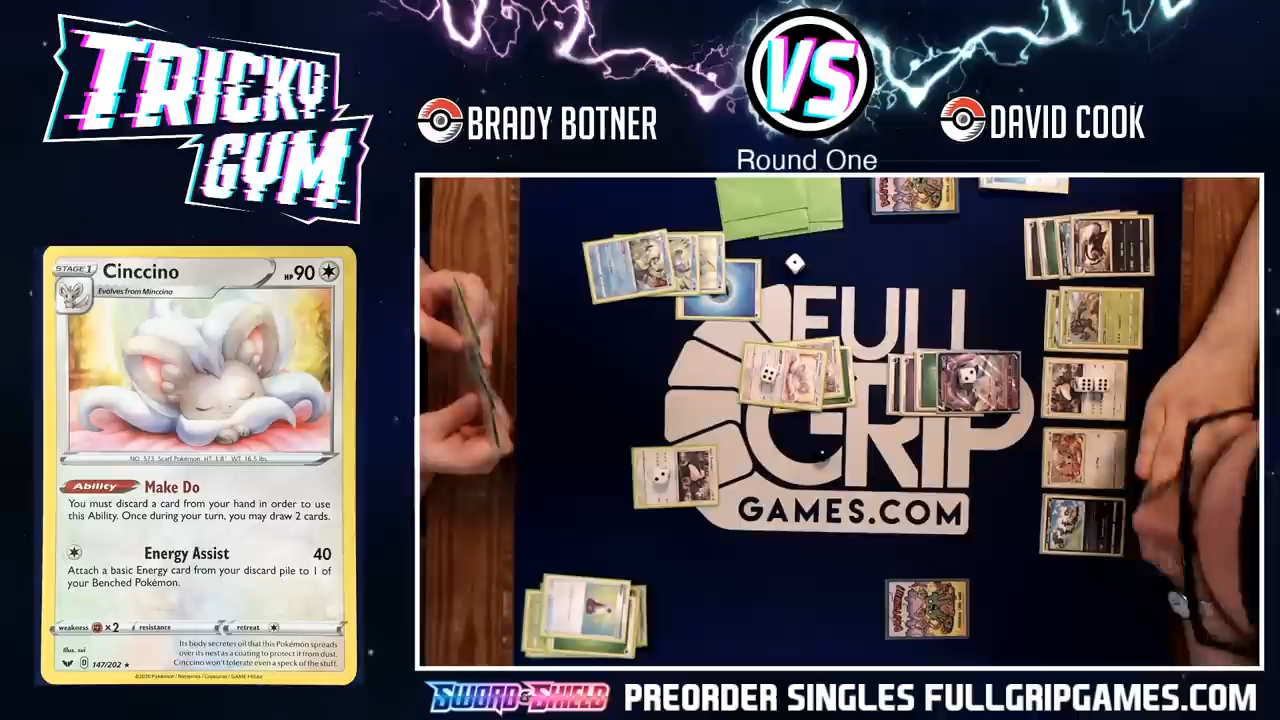 TRICKY
GYM
VS
BRADY BOTNER
DAVID COOK
Round One
STAGE 1
Cinccino
HP 90
Evolves from Minccino
NO. 573 Scarf Pokémon HT: 1'8" WT: 16.5 lbs.
Ability Make Do
You must discard a card from your hand in order to use
this Ability. Once during your turn, you may draw 2 cards.
Energy Assist 40
Attach a basic Energy card from your discard pile to 1 of
your Benched Pokémon.
weakness ×2 resistance retreat
Its body secretes oil that this Pokémon spreads
over its nest as a coating to protect it from dust.
Cinccino won't tolerate even a speck of the stuff.
147/202
FULL
GRIP
GAMES.COM
SWORD & SHIELD PREORDER SINGLES FULLGRIPGAMES.COM